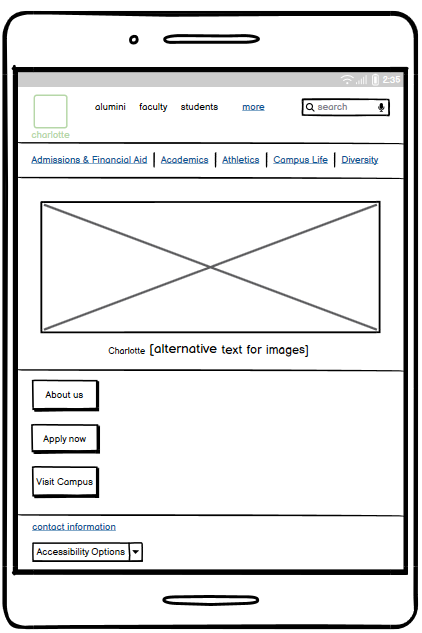 2:35
alumini faculty students more search
charlotte
Admissions & Financial Aid Academics Athletics Campus Life Diversity
Charlotte [alternative text for images]
About us
Apply now
Visit Campus
contact information
Accessibility Options